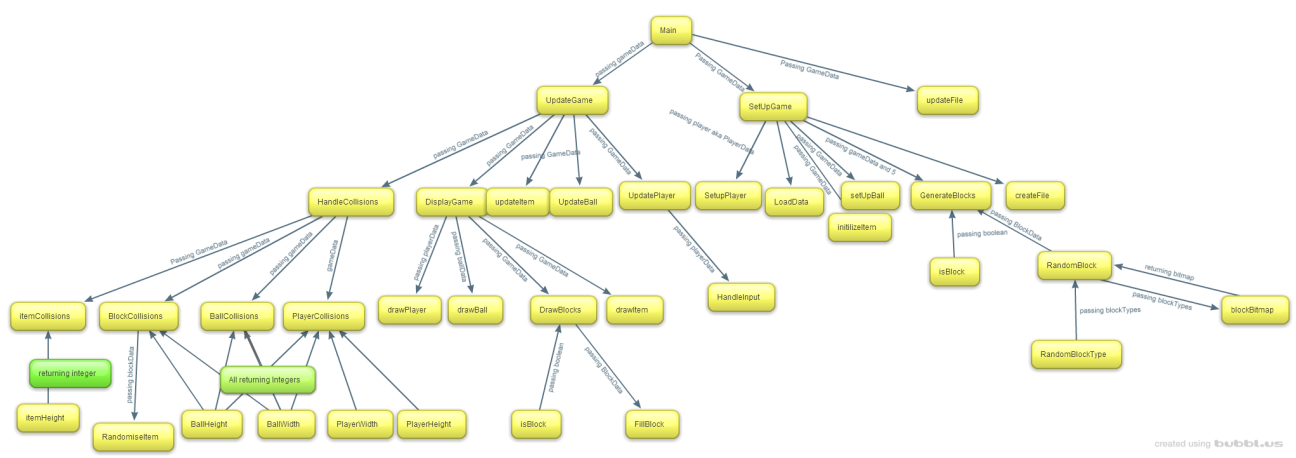 Main
passing gameData
Passing GameData
Passing GameData
UpdateGame
SetUpGame
updateFile
passing GameData
passing GameData
passing GameData
passing GameData
passing player aka PlayerData
passing GameData
passing GameData
passing gameData and 5
HandleCollisions
DisplayGame
updateItem
UpdateBall
UpdatePlayer
SetupPlayer
LoadData
setUpBall
GenerateBlocks
createFile
initilizeItem
Passing GameData
passing gameData
passing gameData
gameData
passing playerData
passing ballData
passing GameData
passing GameData
passing playerData
passing boolean
passing BlockData
isBlock
RandomBlock
returning bitmap
passing blockTypes
HandleInput
itemCollisions
BlockCollisions
BallCollisions
PlayerCollisions
drawPlayer
drawBall
DrawBlocks
drawItem
passing blockTypes
blockBitmap
RandomBlockType
returning integer
passing blockData
All returning Integers
passing boolean
passing BlockData
itemHeight
RandomiseItem
BallHeight
BallWidth
PlayerWidth
PlayerHeight
isBlock
FillBlock
created using bubbl.us